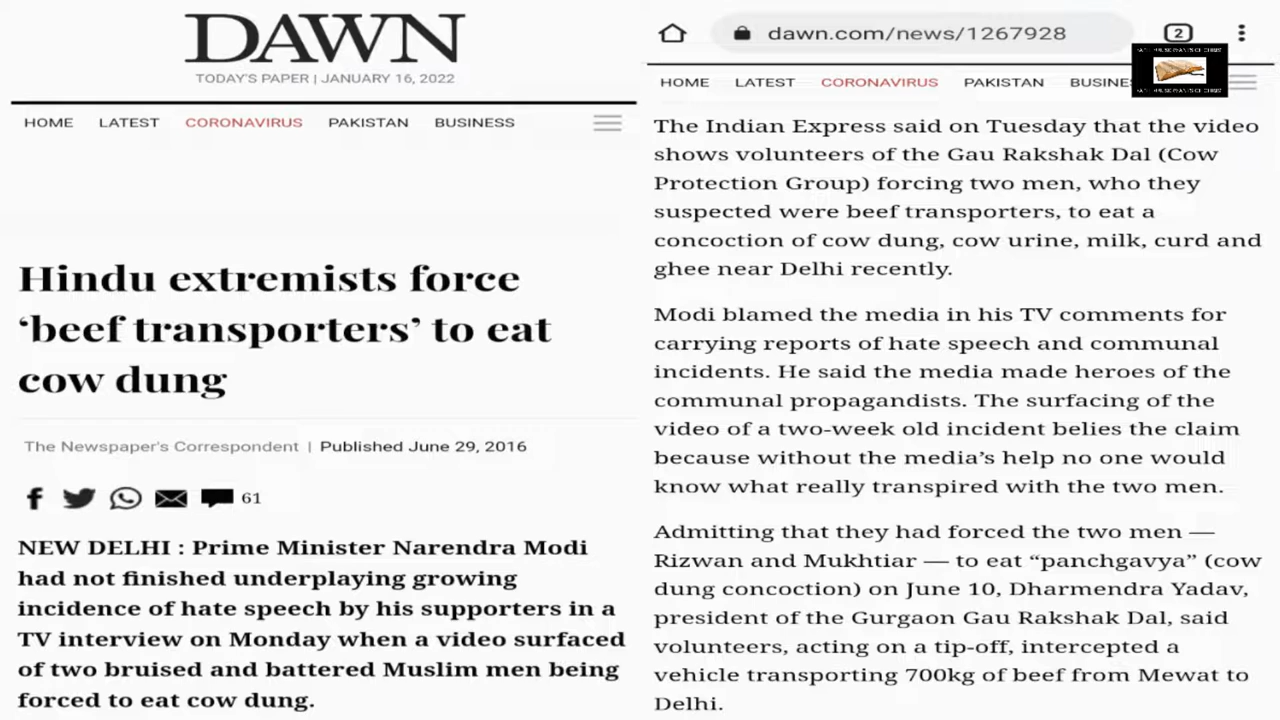 DAWN
TODAY'S PAPER | JANUARY 16, 2022
HOME LATEST CORONAVIRUS PAKISTAN BUSINESS
Hindu extremists force
‘beef transporters’ to eat
cow dung
The Newspaper's Correspondent | Published June 29, 2016
61
NEW DELHI : Prime Minister Narendra Modi
had not finished underplaying growing
incidence of hate speech by his supporters in a
TV interview on Monday when a video surfaced
of two bruised and battered Muslim men being
forced to eat cow dung.
dawn.com/news/1267928
2
HOME LATEST CORONAVIRUS PAKISTAN BUSINES
The Indian Express said on Tuesday that the video
shows volunteers of the Gau Rakshak Dal (Cow
Protection Group) forcing two men, who they
suspected were beef transporters, to eat a
concoction of cow dung, cow urine, milk, curd and
ghee near Delhi recently.
Modi blamed the media in his TV comments for
carrying reports of hate speech and communal
incidents. He said the media made heroes of the
communal propagandists. The surfacing of the
video of a two-week old incident belies the claim
because without the media’s help no one would
know what really transpired with the two men.
Admitting that they had forced the two men —
Rizwan and Mukhtiar — to eat “panchgavya” (cow
dung concoction) on June 10, Dharmendra Yadav,
president of the Gurgaon Gau Rakshak Dal, said
volunteers, acting on a tip-off, intercepted a
vehicle transporting 700kg of beef from Mewat to
Delhi.